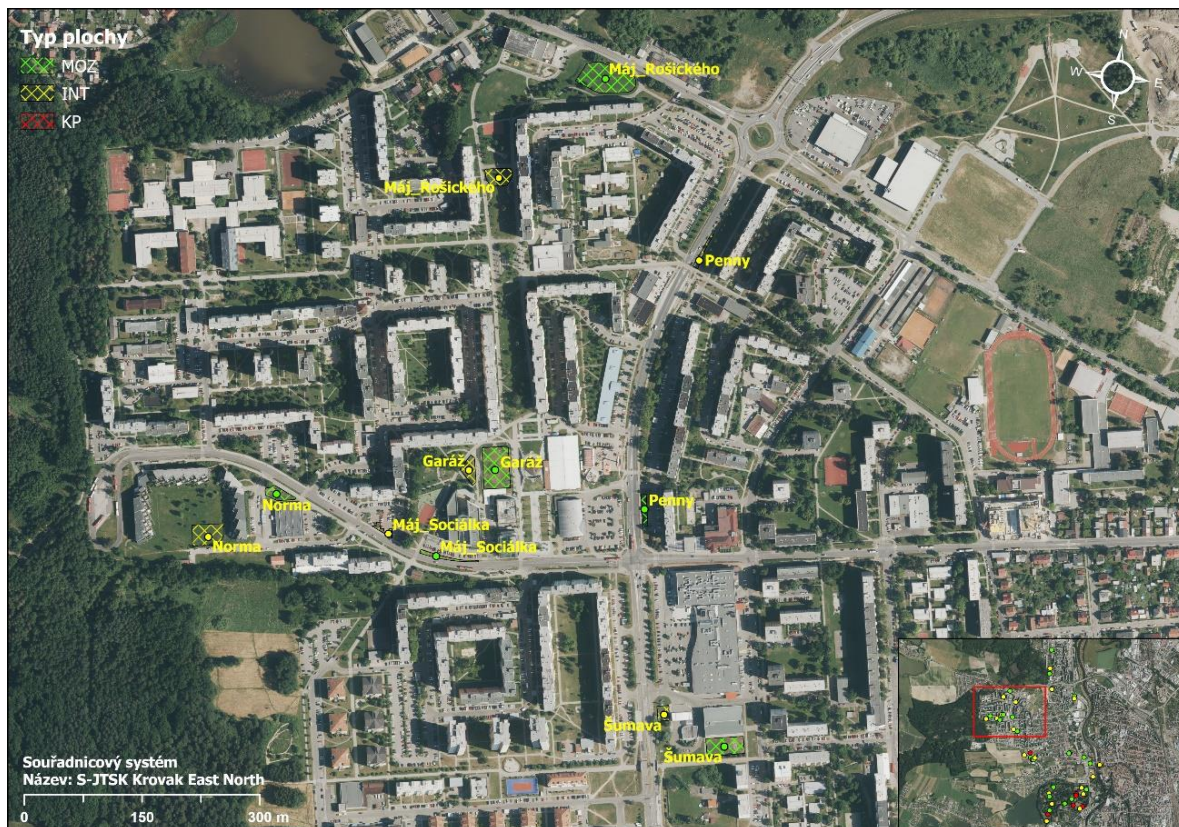 Typ plochy
MOZ
INT
KP
N
W
E
S
Máj_Rošického
Máj_Rošického
Penny
Garáž
Garáž
Norma
Penny
Máj_Sociálka
Norma
Máj_Sociálka
Šumava
Šumava
Souřadnicový systém
Název: S-JTSK Krovak East North
0 150 300 m